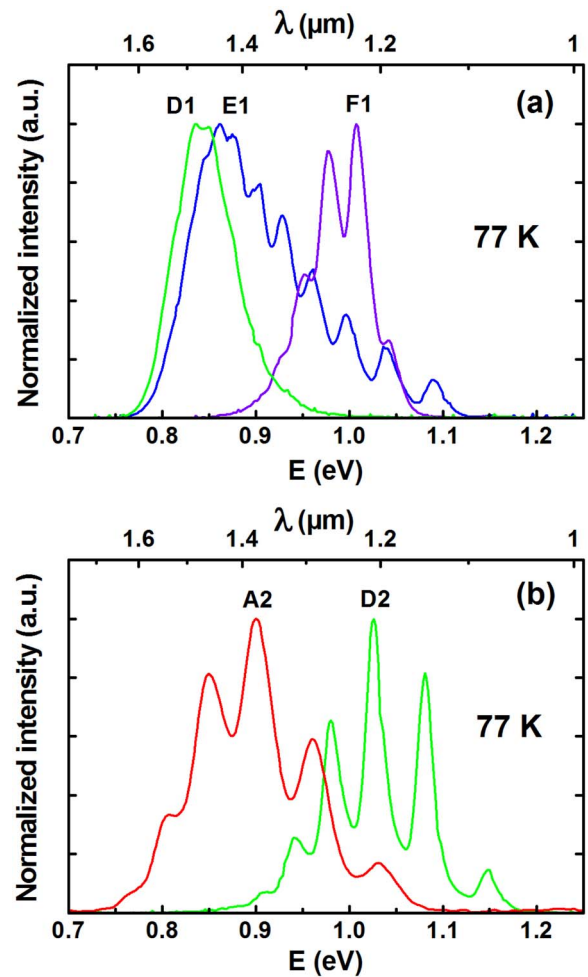 λ (μm)
1.6 1.4 1.2 1
D1 E1 F1 (a)
77 K
Normalized intensity (a.u.)
0.7 0.8 0.9 1.0 1.1 1.2
E (eV)
λ (μm)
1.6 1.4 1.2 1
A2 D2 (b)
77 K
Normalized intensity (a.u.)
0.7 0.8 0.9 1.0 1.1 1.2
E (eV)